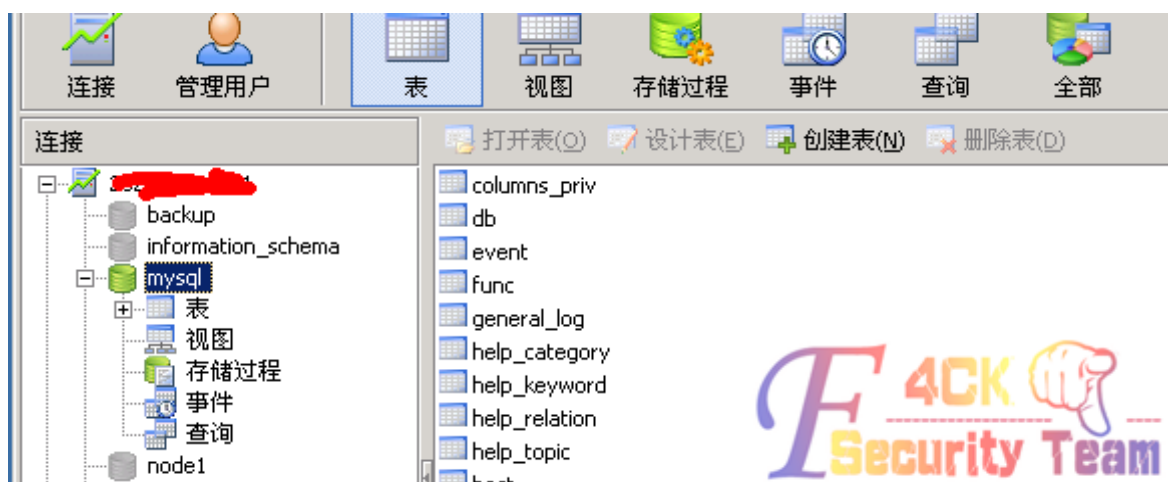 连接 管理用户 表 视图 存储过程 事件 查询 全部
连接
打开表(O) 设计表(E) 创建表(N) 删除表(D)
backup
information_schema
mysql
表
视图
存储过程
事件
查询
node1
columns_priv
db
event
func
general_log
help_category
help_keyword
help_relation
help_topic
F4CK
Security Team